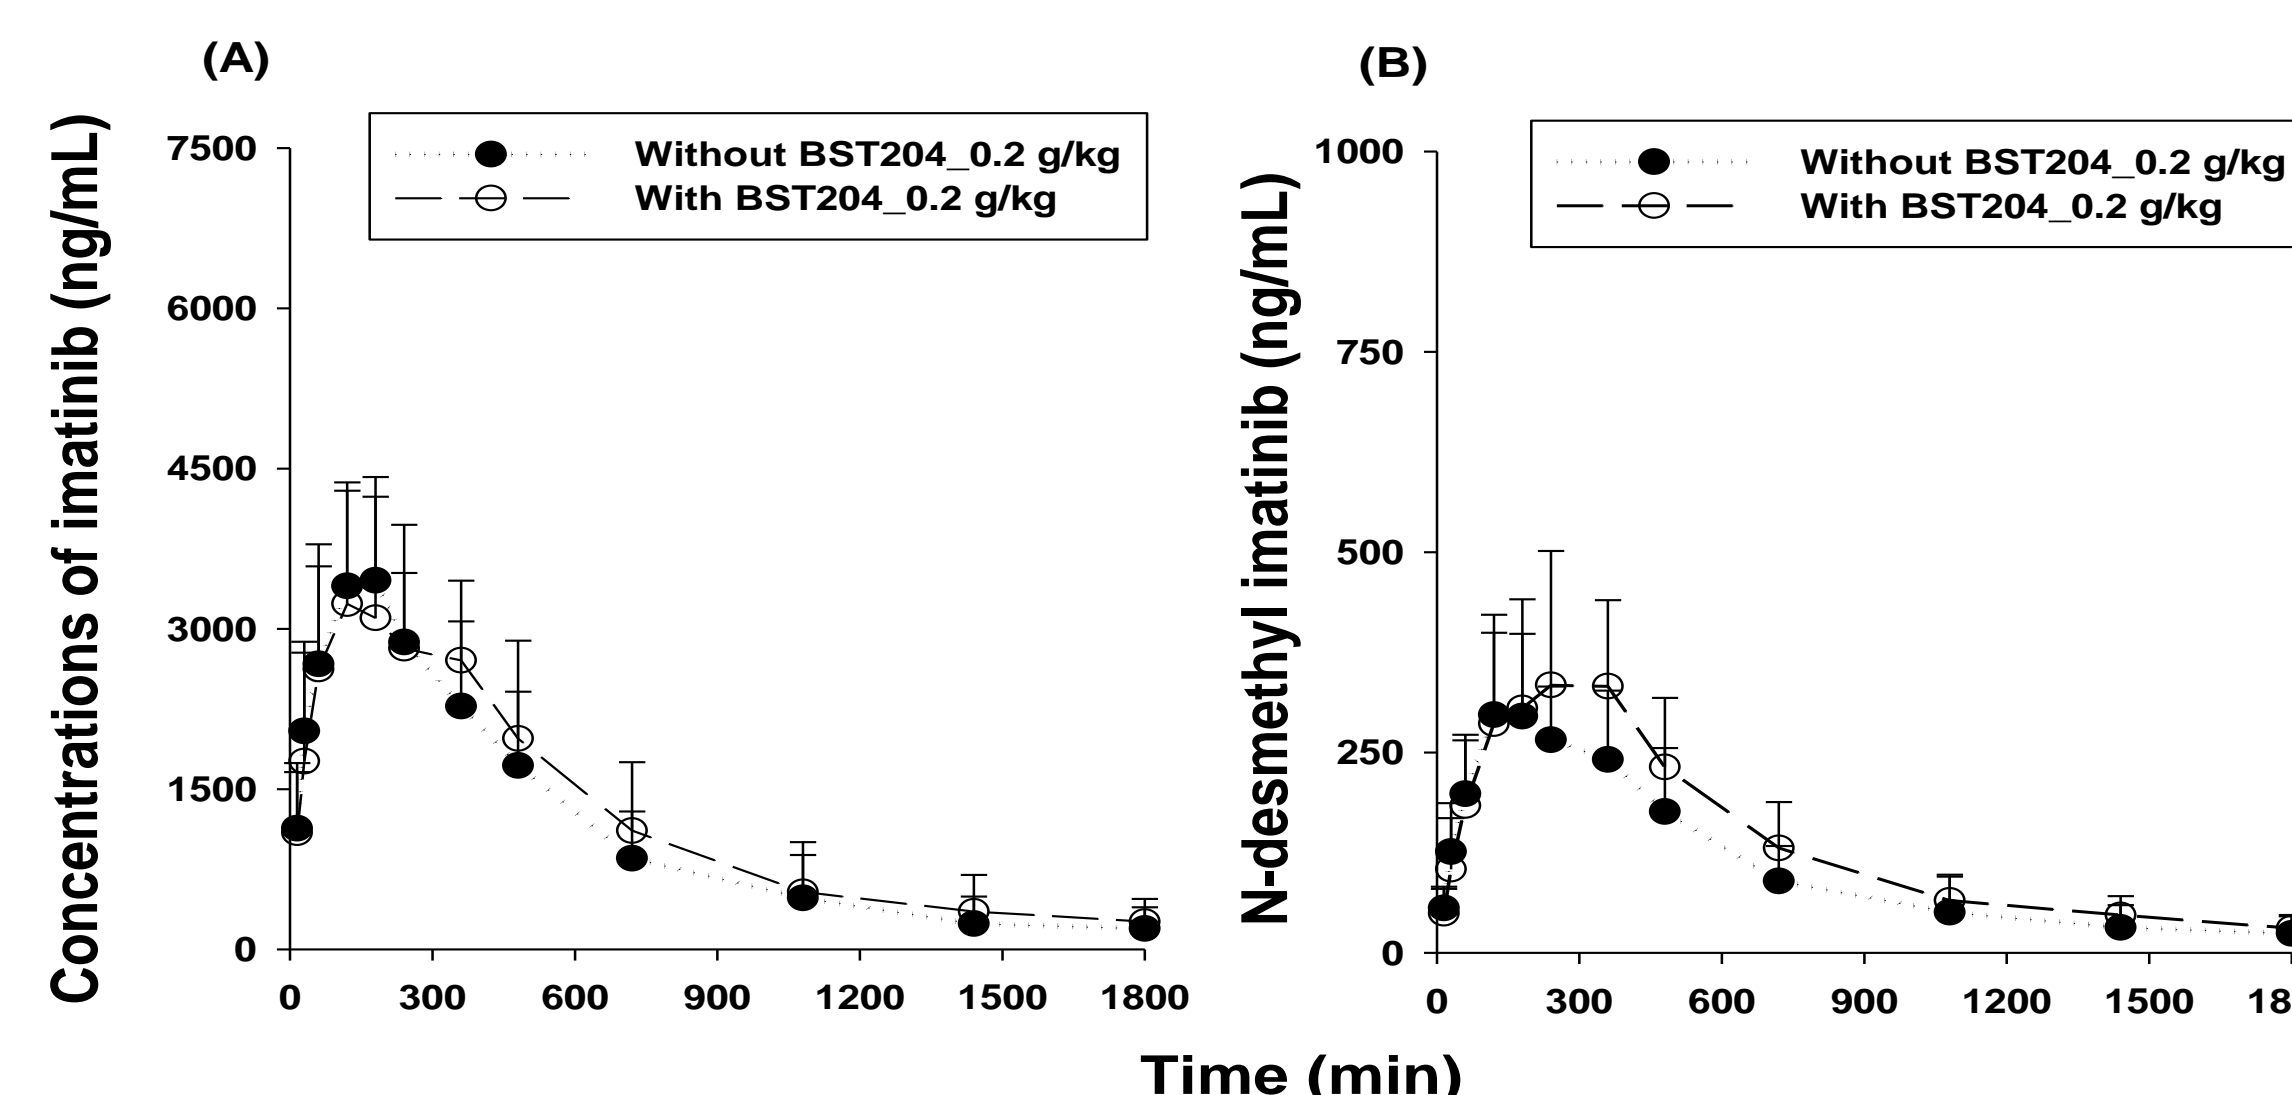 (A)
Concentrations of imatinib (ng/mL)
7500
6000
4500
3000
1500
0
Without BST204_0.2 g/kg
With BST204_0.2 g/kg
0 300 600 900 1200 1500 1800
(B)
N-desmethyl imatinib (ng/mL)
1000
750
500
250
0
Without BST204_0.2 g/kg
With BST204_0.2 g/kg
0 300 600 900 1200 1500 18
Time (min)